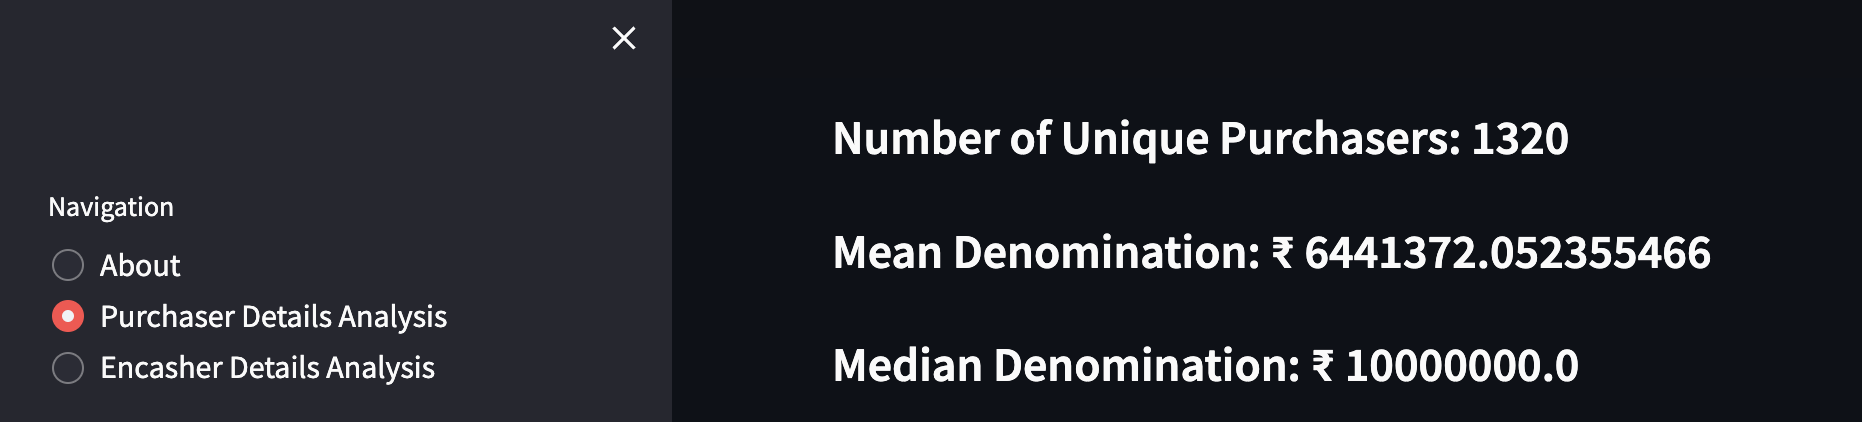 Navigation
About
Purchaser Details Analysis
Encasher Details Analysis
Number of Unique Purchasers: 1320
Mean Denomination: ₹ 6441372.052355466
Median Denomination: ₹ 10000000.0